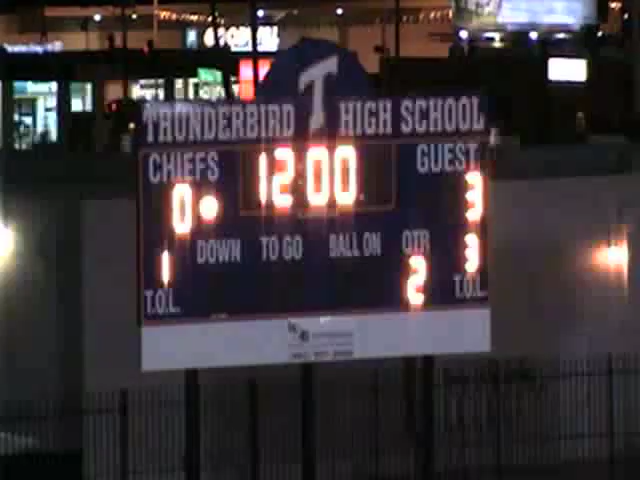 T
THUNDERBIRD HIGH SCHOOL
CHIEFS 12:00 GUEST
0 3
DOWN TO GO BALL ON QTR
1 2 3
T.O.L. T.O.L.